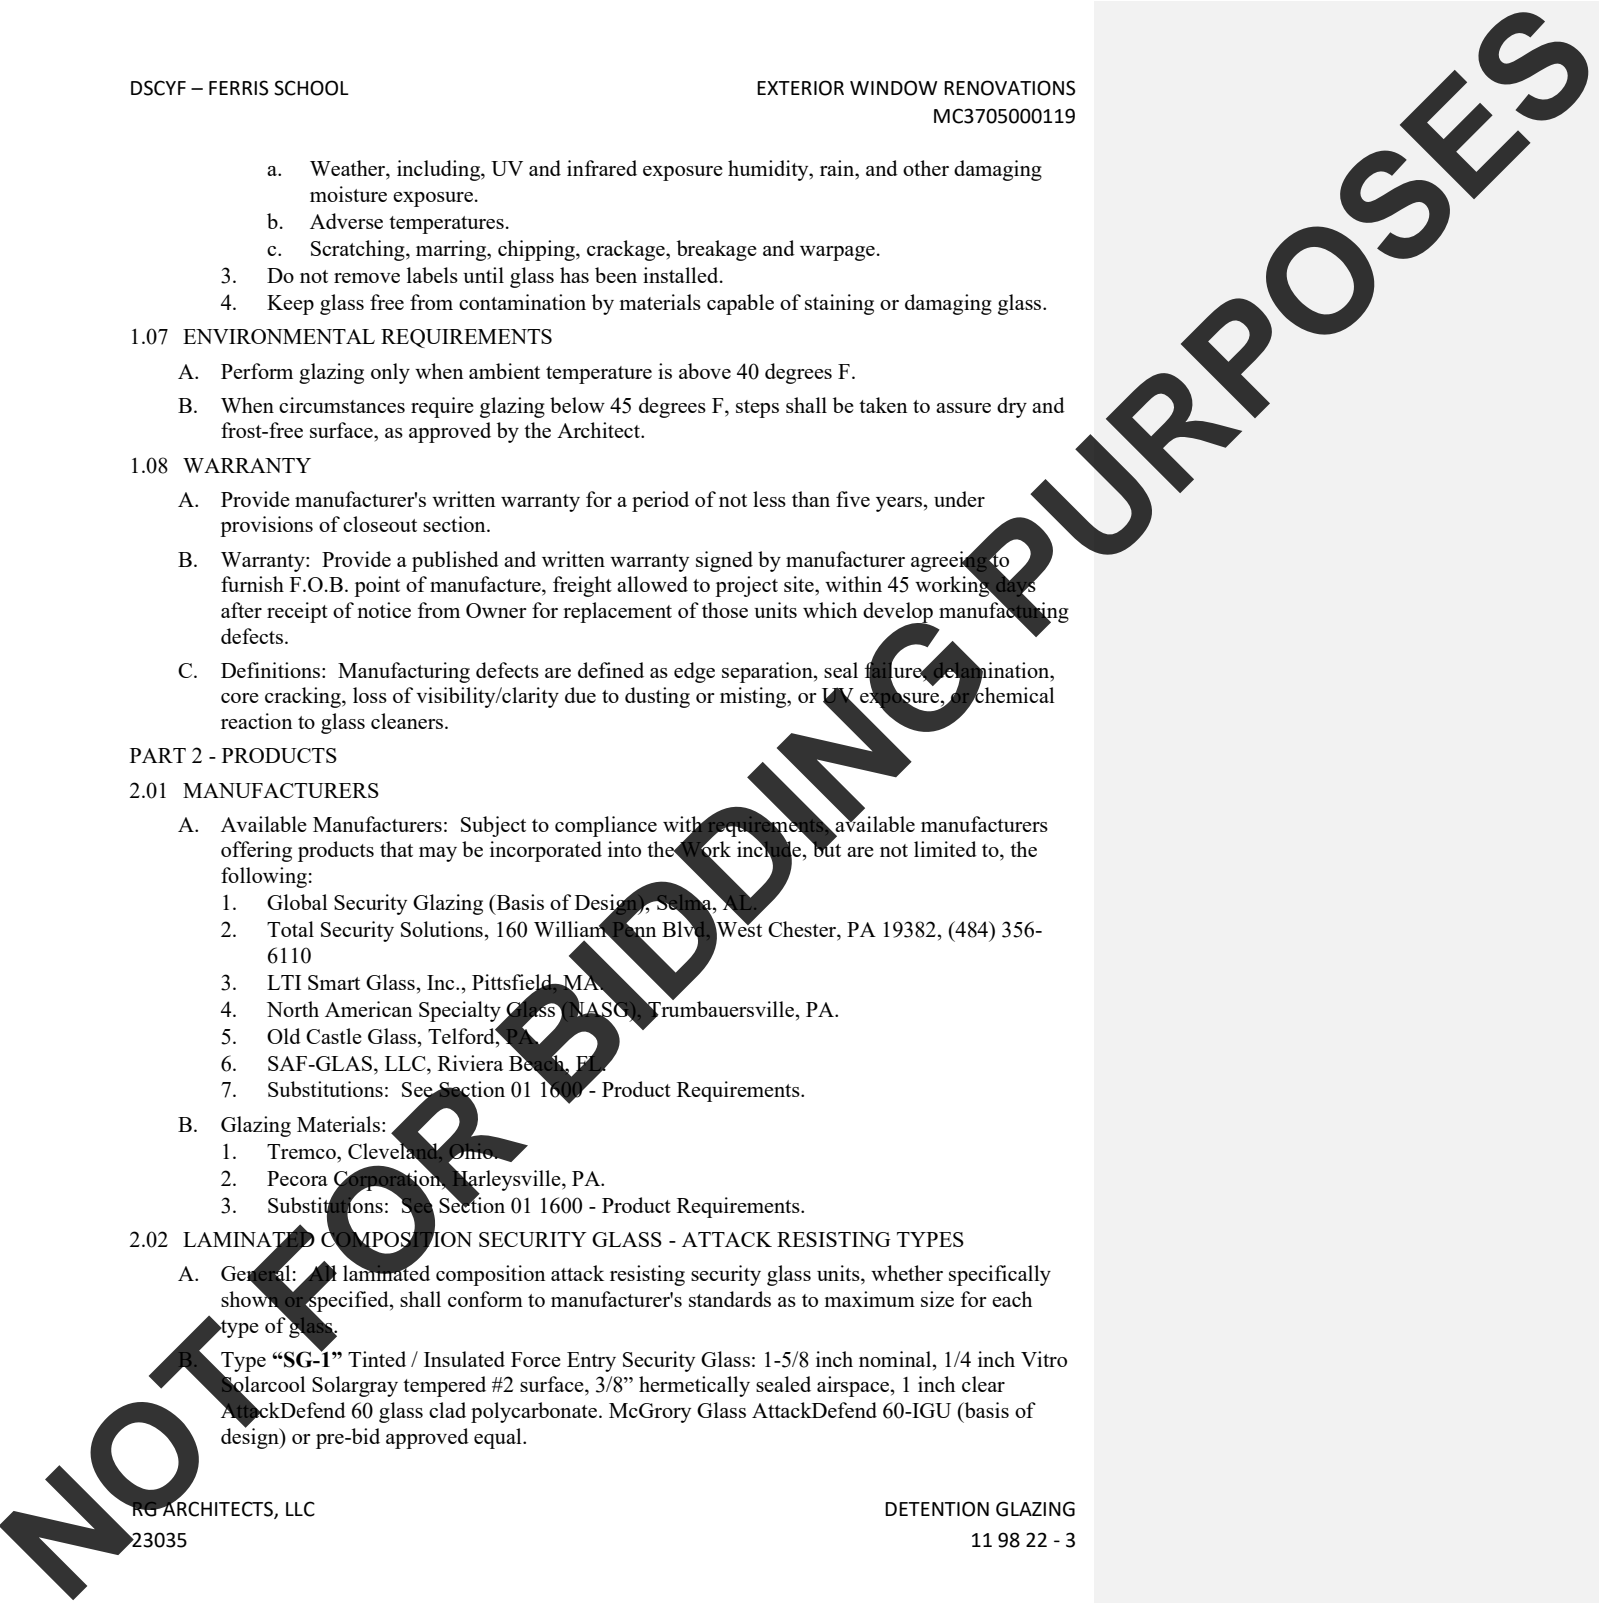 DSCYF – FERRIS SCHOOL
EXTERIOR WINDOW RENOVATIONS
MC3705000119
a. Weather, including, UV and infrared exposure humidity, rain, and other damaging
moisture exposure.
b. Adverse temperatures.
c. Scratching, marring, chipping, crackage, breakage and warpage.
3. Do not remove labels until glass has been installed.
4. Keep glass free from contamination by materials capable of staining or damaging glass.
1.07 ENVIRONMENTAL REQUIREMENTS
A. Perform glazing only when ambient temperature is above 40 degrees F.
B. When circumstances require glazing below 45 degrees F, steps shall be taken to assure dry and
frost-free surface, as approved by the Architect.
1.08 WARRANTY
A. Provide manufacturer's written warranty for a period of not less than five years, under
provisions of closeout section.
B. Warranty: Provide a published and written warranty signed by manufacturer agreeing to
furnish F.O.B. point of manufacture, freight allowed to project site, within 45 working days
after receipt of notice from Owner for replacement of those units which develop manufacturing
defects.
C. Definitions: Manufacturing defects are defined as edge separation, seal failure, delamination,
core cracking, loss of visibility/clarity due to dusting or misting, or UV exposure, or chemical
reaction to glass cleaners.
PART 2 - PRODUCTS
2.01 MANUFACTURERS
A. Available Manufacturers: Subject to compliance with requirements, available manufacturers
offering products that may be incorporated into the Work include, but are not limited to, the
following:
1. Global Security Glazing (Basis of Design), Selma, AL.
2. Total Security Solutions, 160 William Penn Blvd, West Chester, PA 19382, (484) 356-
6110
3. LTI Smart Glass, Inc., Pittsfield, MA.
4. North American Specialty Glass (NASG), Trumbauersville, PA.
5. Old Castle Glass, Telford, PA.
6. SAF-GLAS, LLC, Riviera Beach, FL.
7. Substitutions: See Section 01 1600 - Product Requirements.
B. Glazing Materials:
1. Tremco, Cleveland, Ohio.
2. Pecora Corporation, Harleysville, PA.
3. Substitutions: See Section 01 1600 - Product Requirements.
2.02 LAMINATED COMPOSITION SECURITY GLASS - ATTACK RESISTING TYPES
A. General: All laminated composition attack resisting security glass units, whether specifically
shown or specified, shall conform to manufacturer's standards as to maximum size for each
type of glass.
B. Type “SG-1” Tinted / Insulated Force Entry Security Glass: 1-5/8 inch nominal, 1/4 inch Vitro
Solarcool Solargray tempered #2 surface, 3/8” hermetically sealed airspace, 1 inch clear
AttackDefend 60 glass clad polycarbonate. McGrory Glass AttackDefend 60-IGU (basis of
design) or pre-bid approved equal.
RG ARCHITECTS, LLC
23035
DETENTION GLAZING
11 98 22 - 3
NOT FOR BIDDING PURPOSES